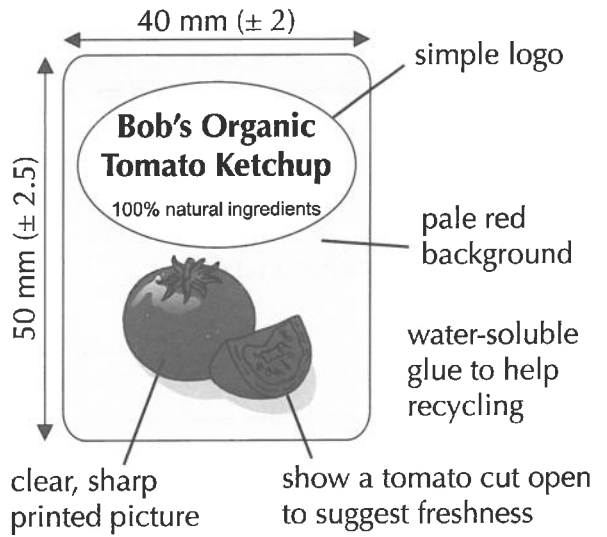 40 mm (± 2)
simple logo
Bob's Organic
Tomato Ketchup
100% natural ingredients
50 mm (± 2.5)
pale red
background
water-soluble
glue to help
recycling
clear, sharp
printed picture
show a tomato cut open
to suggest freshness